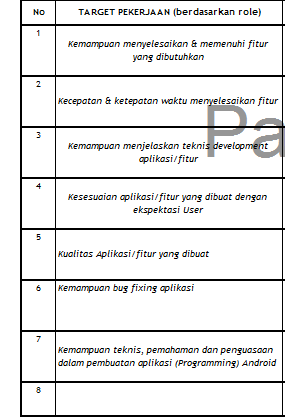 No TARGET PEKERJAAN (berdasarkan role)
1
Kemampuan menyelesaikan & memenuhi fitur
yang dibutuhkan
2
Kecepatan & ketepatan waktu menyelesaikan fitur
3
Kemampuan menjelaskan teknis development
aplikasi/fitur
Pa
4
Kesesuaian aplikasi/fitur yang dibuat dengan
ekspektasi User
5
Kualitas Aplikasi/fitur yang dibuat
6 Kemampuan bug fixing aplikasi
7
Kemampuan teknis, pemahaman dan penguasaan
dalam pembuatan aplikasi (Programming) Android
8